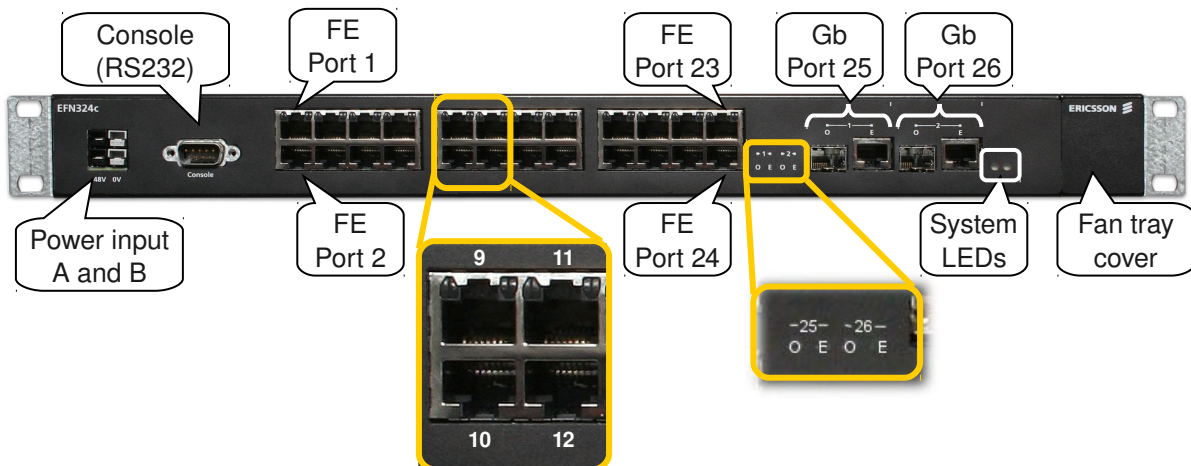 Console
(RS232)
FE
Port 1
FE
Port 23
Gb
Port 25
Gb
Port 26
EFN324c
ERICSSON
1
O E
2
O E
Console
48V 0V
1 2
O E O E
Power input
A and B
FE
Port 2
FE
Port 24
System
LEDs
Fan tray
cover
9 11
10 12
-25- -26-
O E O E